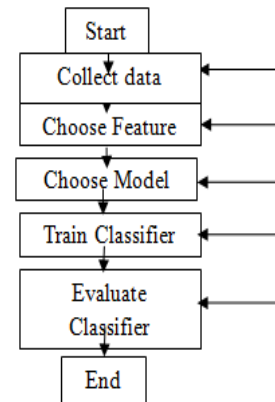 Start
Collect data
Choose Feature
Choose Model
Train Classifier
Evaluate
Classifier
End